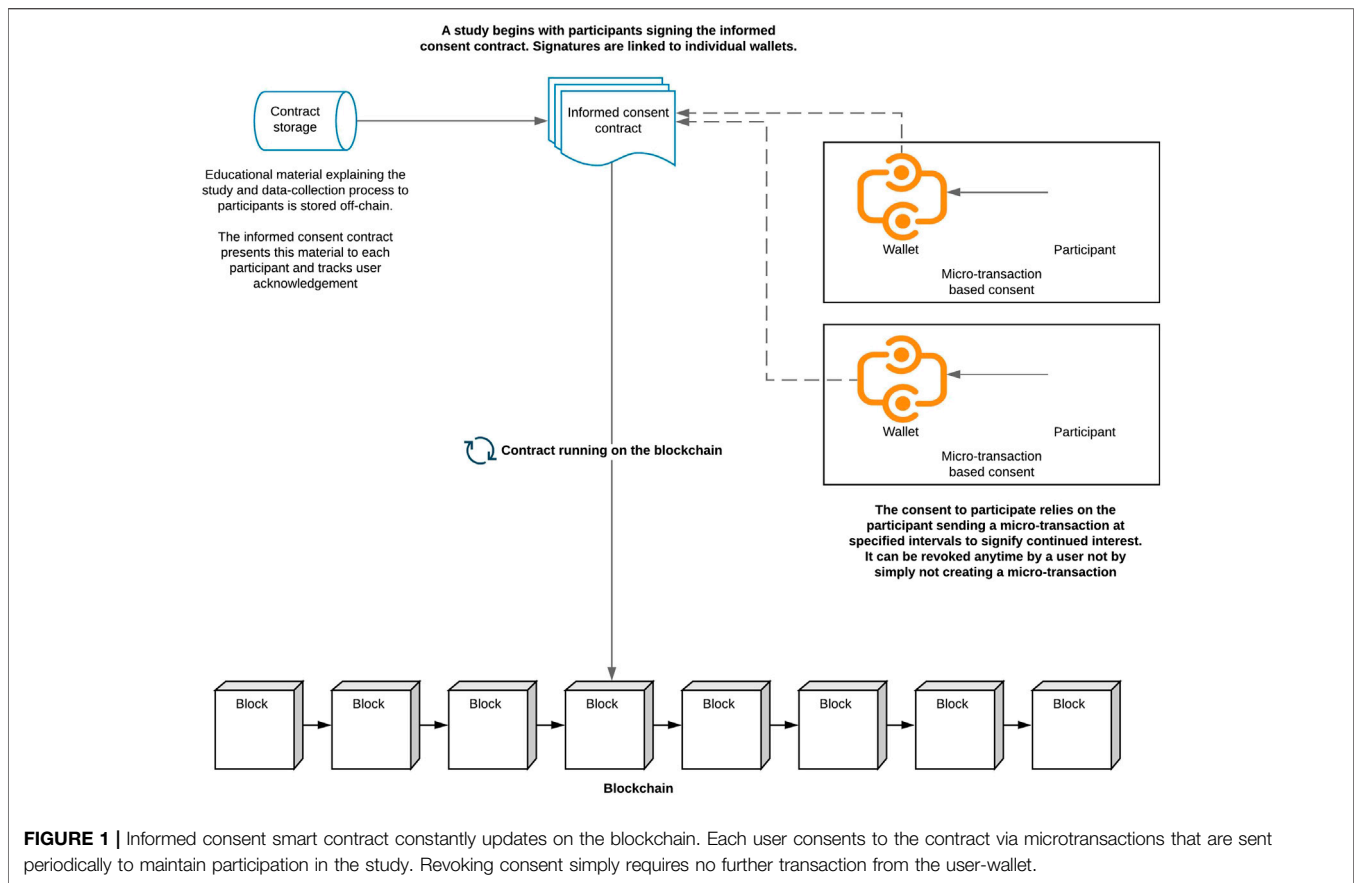 A study begins with participants signing the informed
consent contract. Signatures are linked to individual wallets.
Contract
storage
Informed consent
contract
Educational material explaining the
study and data-collection process to
participants is stored off-chain.
The informed consent contract
presents this material to each
participant and tracks user
acknowledgement
Wallet
Participant
Micro-transaction
based consent
Wallet
Participant
Micro-transaction
based consent
Contract running on the blockchain
The consent to participate relies on the
participant sending a micro-transaction at
specified intervals to signify continued interest.
It can be revoked anytime by a user not by
simply not creating a micro-transaction
Block
Block
Block
Block
Block
Block
Block
Block
Blockchain
FIGURE 1 | Informed consent smart contract constantly updates on the blockchain. Each user consents to the contract via microtransactions that are sent
periodically to maintain participation in the study. Revoking consent simply requires no further transaction from the user-wallet.